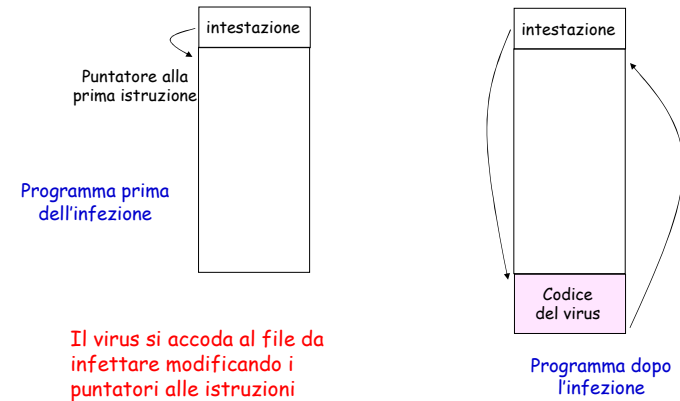 intestazione
Puntatore alla
prima istruzione
Programma prima
dell'infezione
Il virus si accoda al file da
infettare modificando i
puntatori alle istruzioni
intestazione
Codice
del virus
Programma dopo
l'infezione